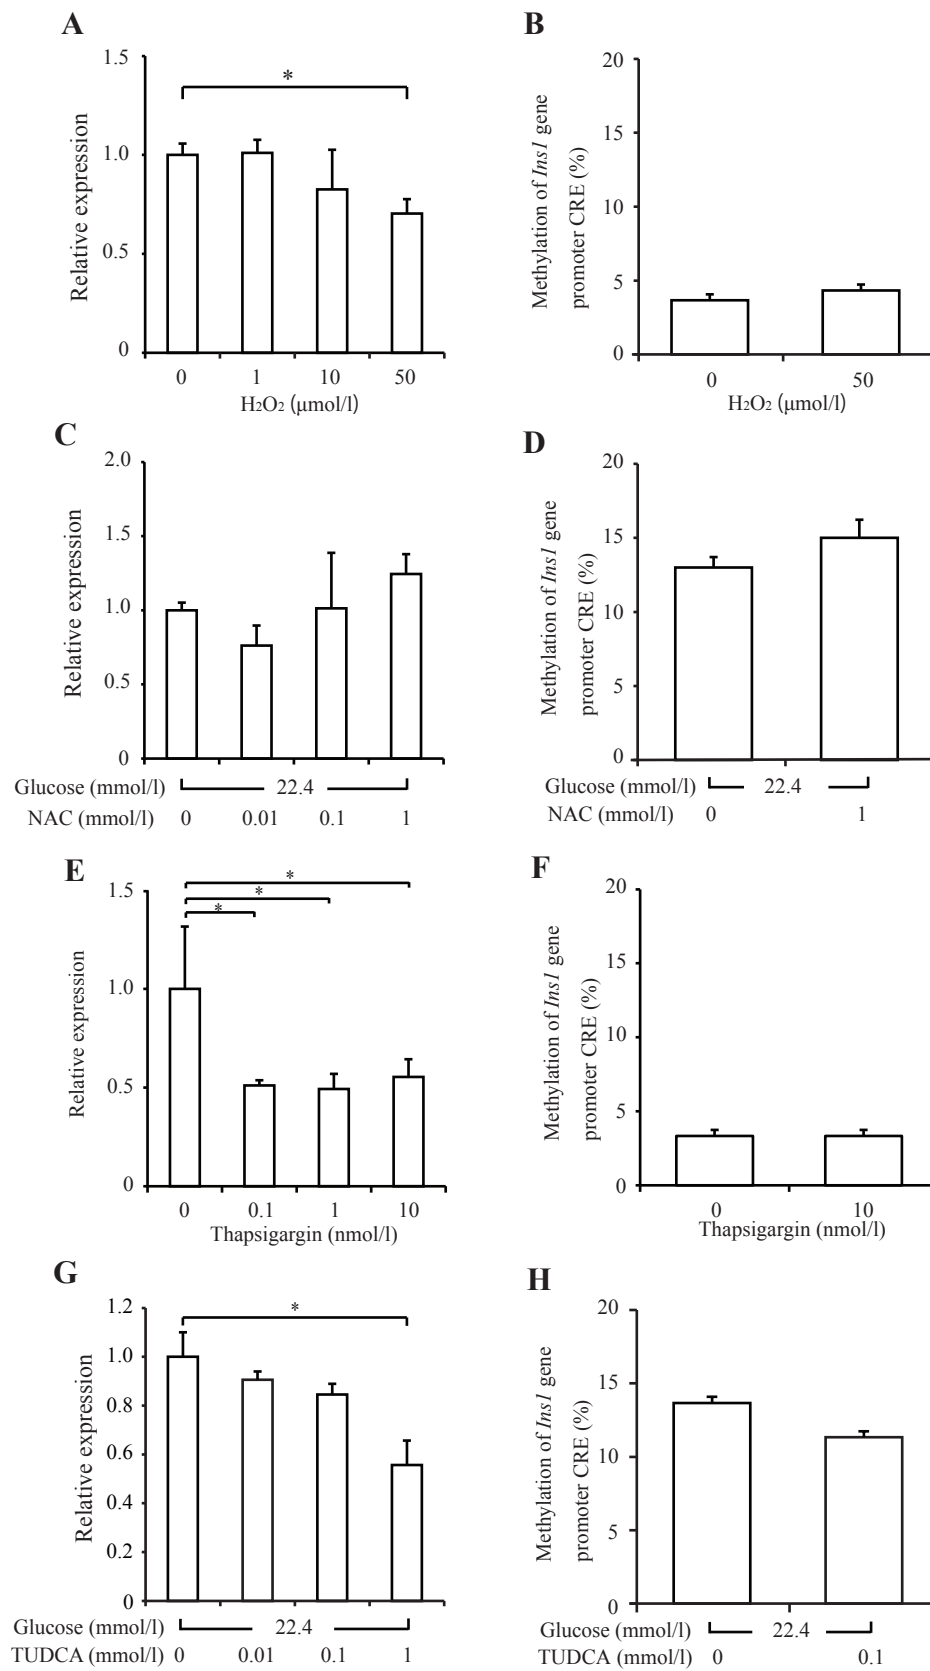 A
1.5
1.0
0.5
0
Relative expression
*
0 1 10 50
H2O2 (μmol/l)
B
20
15
10
5
0
Methylation of Ins1 gene
promoter CRE (%)
0 50
H2O2 (μmol/l)
C
2.0
1.5
1.0
0.5
0
Relative expression
Glucose (mmol/l) 22.4
NAC (mmol/l) 0 0.01 0.1 1
D
20
15
10
5
0
Methylation of Ins1 gene
promoter CRE (%)
Glucose (mmol/l) 22.4
NAC (mmol/l) 0 1
E
1.5
1.0
0.5
0
Relative expression
*
*
*
0 0.1 1 10
Thapsigargin (nmol/l)
F
20
15
10
5
0
Methylation of Ins1 gene
promoter CRE (%)
0 10
Thapsigargin (nmol/l)
G
1.2
1.0
0.8
0.6
0.4
0.2
0
Relative expression
*
Glucose (mmol/l) 22.4
TUDCA (mmol/l) 0 0.01 0.1 1
H
20
15
10
5
0
Methylation of Ins1 gene
promoter CRE (%)
Glucose (mmol/l) 22.4
TUDCA (mmol/l) 0 0.1